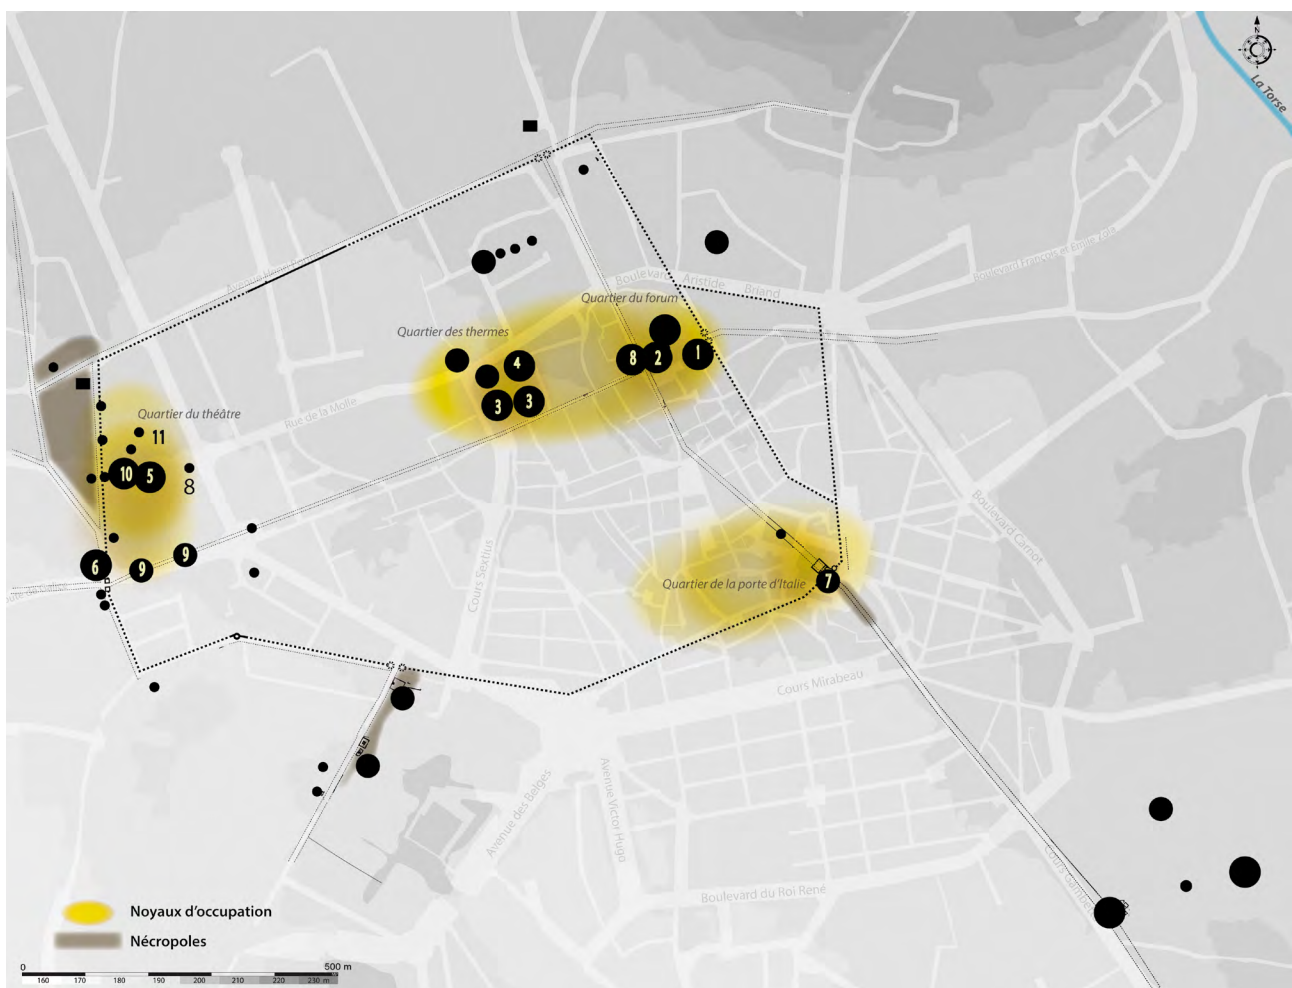 N
La Torse
Boulevard François et Emile Zola
Boulevard Aristide Briand
Quartier du forum
Quartier des thermes
1
2
8
4
3
3
Rue de la Molle
Quartier du théâtre
11
10
5
8
9
9
6
Boulevard Carnot
Cours Sextius
Quartier de la porte d'Italie
7
Cours Mirabeau
Avenue des Belges
Avenue Victor Hugo
Boulevard du Roi René
Noyaux d'occupation
Nécropoles
0 500 m
160 170 180 190 200 210 220 230 m